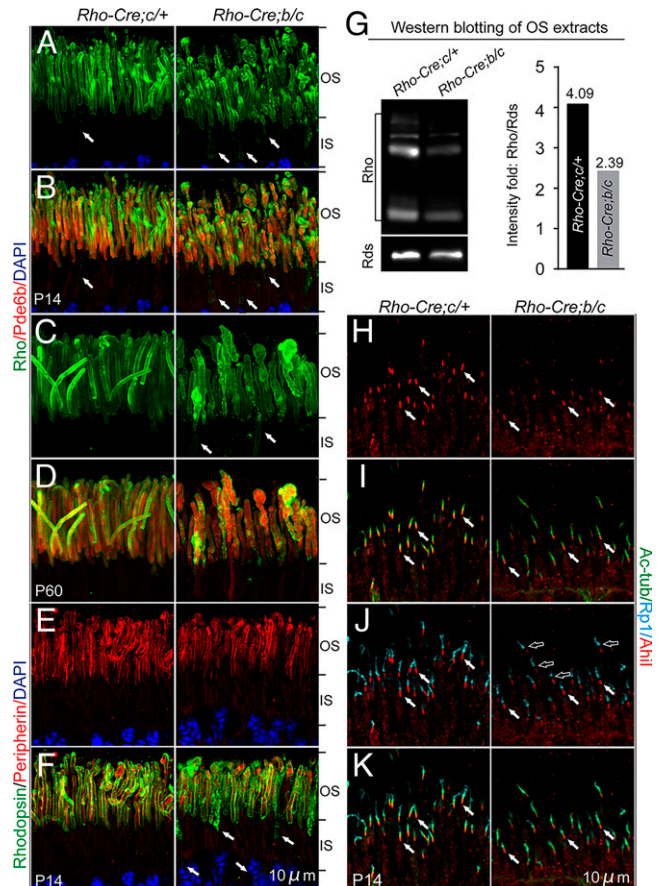 Rho-Cre;c/+ Rho-Cre;b/c
A
OS
IS
B
OS
IS
P14
Rho/Pde6b/DAPI
C
OS
IS
D
OS
IS
P60
E
OS
IS
F
OS
IS
P14
10 μm
Rhodopsin/Peripherin/DAPI
G
Western blotting of OS extracts
Rho-Cre;c/+
Rho-Cre;b/c
Rho
Rds
Intensity fold: Rho/Rds
5
4
3
2
1
0
4.09
2.39
Rho-Cre;c/+
Rho-Cre;b/c
Rho-Cre;c/+ Rho-Cre;b/c
H
I
J
K
P14
10 μm
Ac-tub/Rp1/AhiI